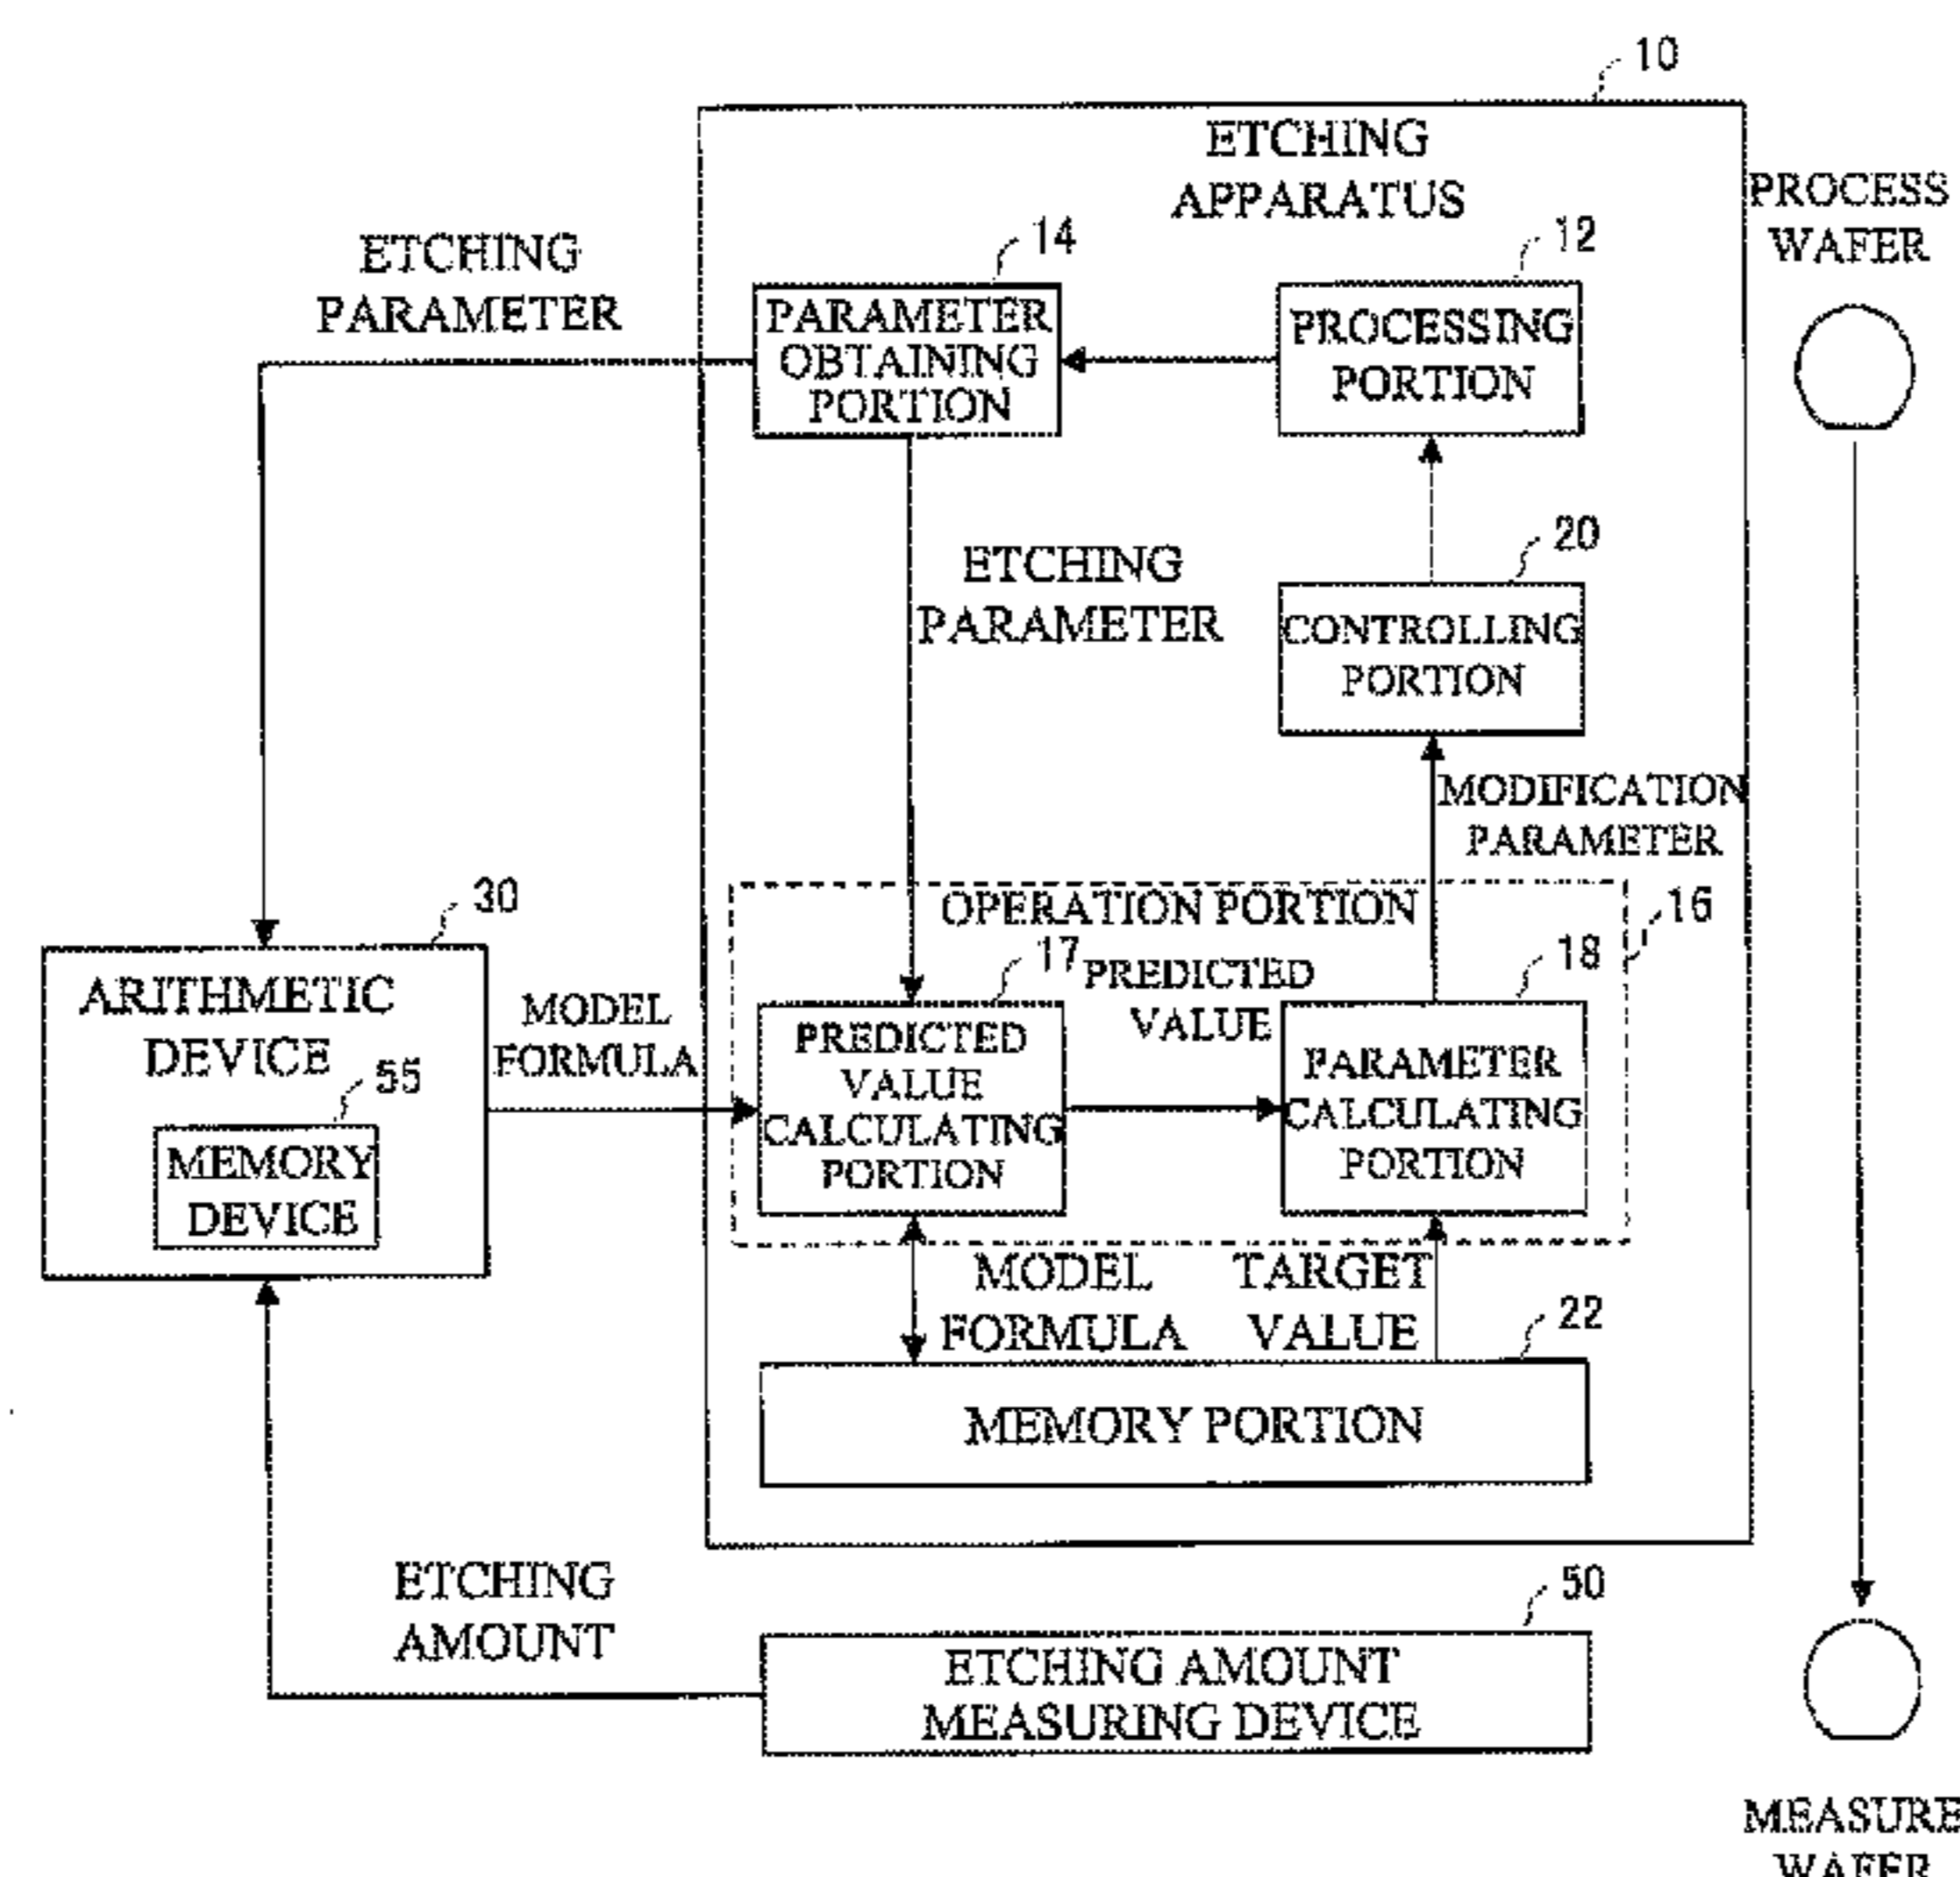 10
ETCHING
APPARATUS
PROCESS
WAFER
ETCHING
PARAMETER
14
PARAMETER
OBTAINING
PORTION
12
PROCESSING
PORTION
ETCHING
PARAMETER
20
CONTROLLING
PORTION
MODIFICATION
PARAMETER
30
ARITHMETIC
DEVICE
55
MEMORY
DEVICE
MODEL
FORMULA
OPERATION PORTION
16
17
PREDICTED
VALUE
CALCULATING
PORTION
PREDICTED
VALUE
18
PARAMETER
CALCULATING
PORTION
MODEL
FORMULA
TARGET
VALUE
22
MEMORY PORTION
ETCHING
AMOUNT
50
ETCHING AMOUNT
MEASURING DEVICE
MEASURE
WAFER